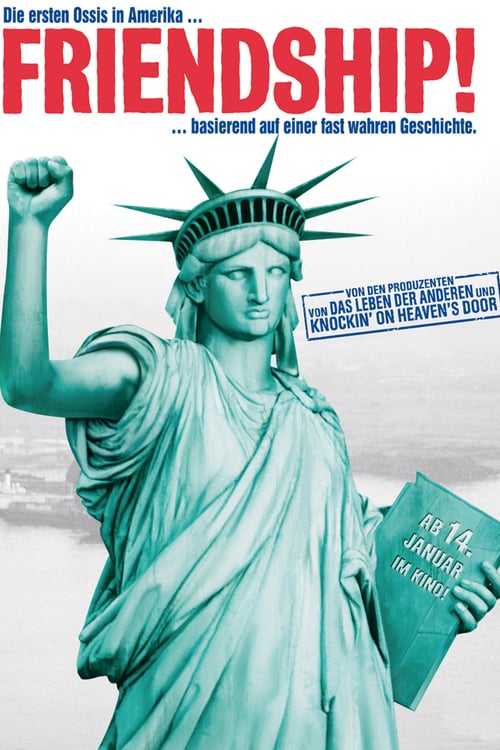 Die ersten Ossis in Amerika ...
FRIENDSHIP!
... basierend auf einer fast wahren Geschichte.
VON DEN PRODUZENTEN
VON DAS LEBEN DER ANDEREN UND
KNOCKIN' ON HEAVEN'S DOOR
AB 14.
JANUAR
IM KINO!